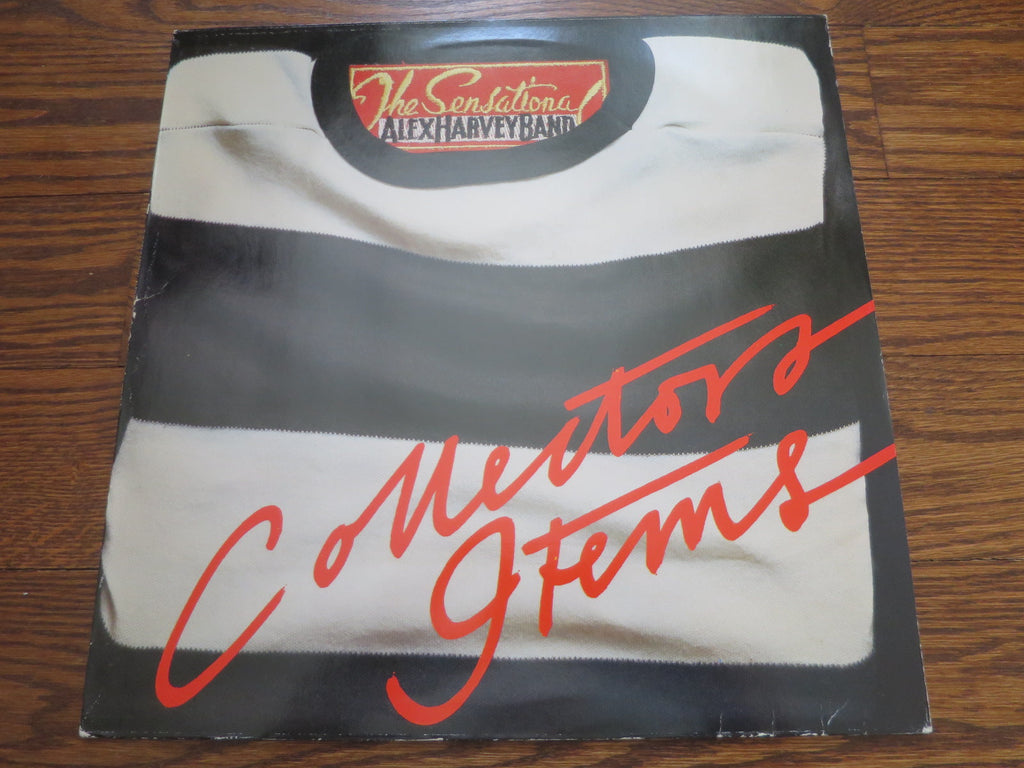 The Sensational
ALEX HARVEY BAND
Collectors
Items